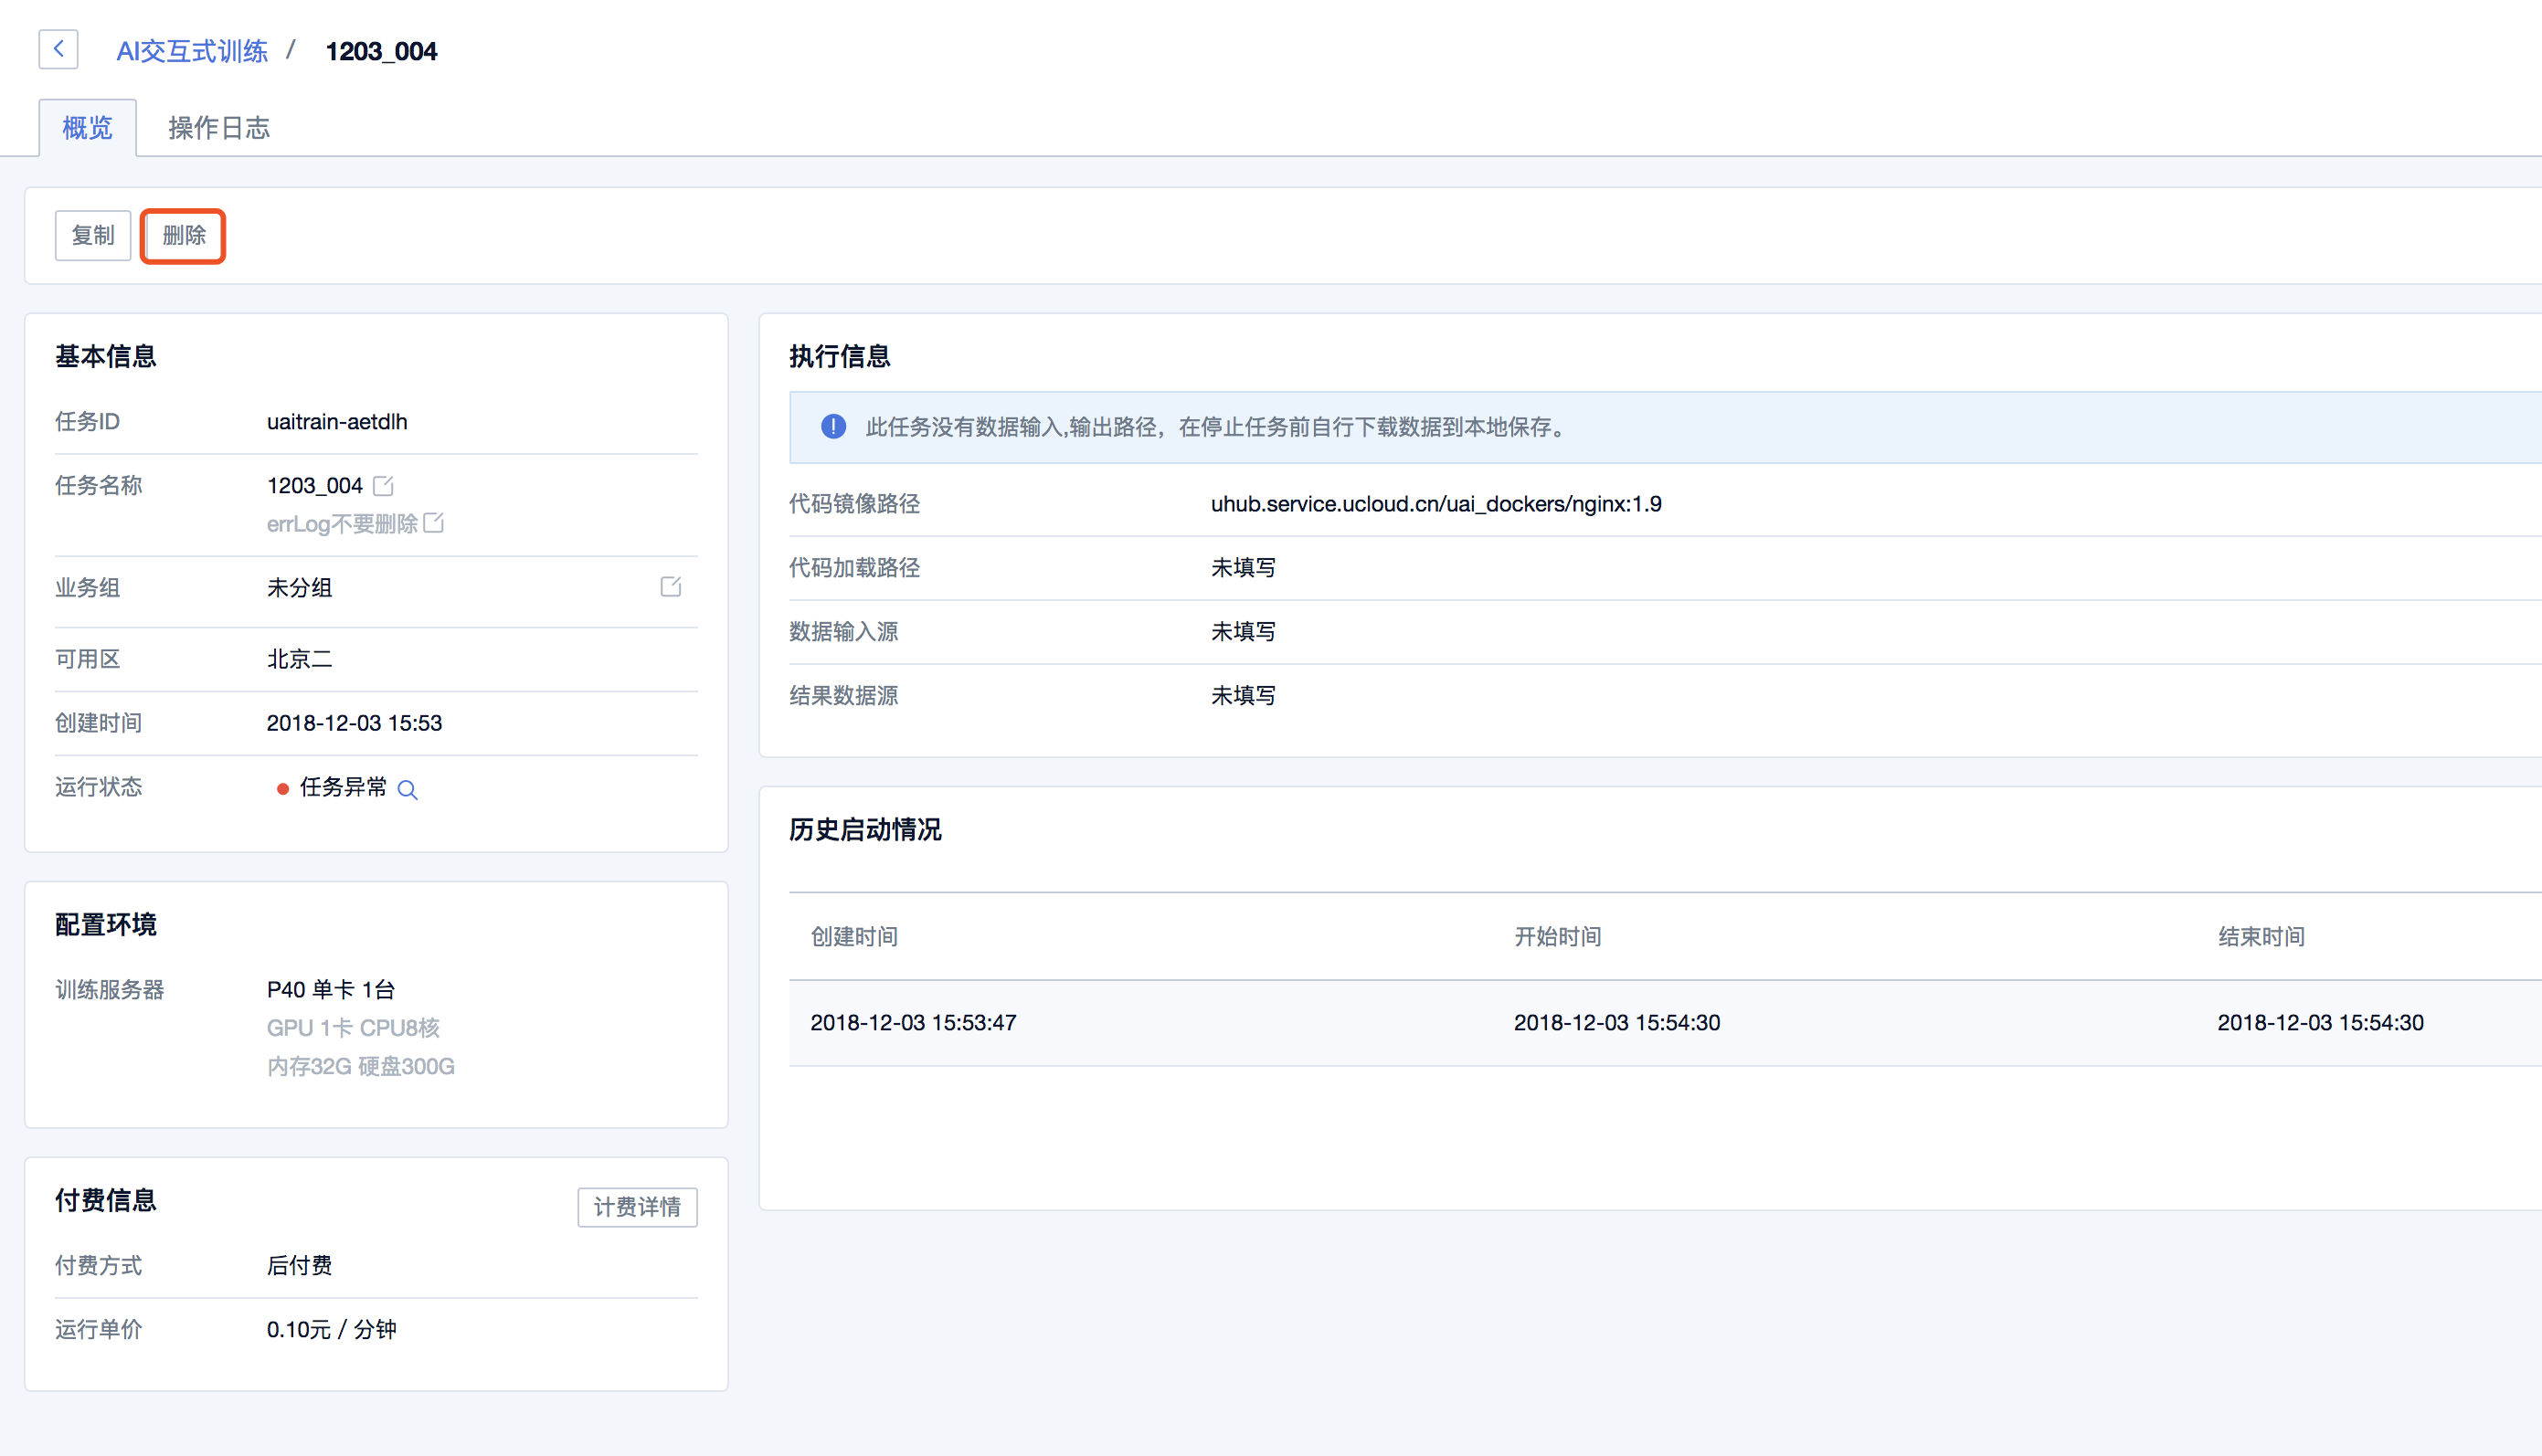 AI交互式训练 / 1203_004
概览 操作日志
复制 删除
基本信息
任务ID uaitrain-aetdlh
任务名称 1203_004
errLog不要删除
业务组 未分组
可用区 北京二
创建时间 2018-12-03 15:53
运行状态 任务异常
配置环境
训练服务器 P40 单卡 1台
GPU 1卡 CPU8核
内存32G 硬盘300G
付费信息 计费详情
付费方式 后付费
运行单价 0.10元 / 分钟
执行信息
此任务没有数据输入,输出路径，在停止任务前自行下载数据到本地保存。
代码镜像路径 uhub.service.ucloud.cn/uai_dockers/nginx:1.9
代码加载路径 未填写
数据输入源 未填写
结果数据源 未填写
历史启动情况
创建时间 开始时间 结束时间
2018-12-03 15:53:47 2018-12-03 15:54:30 2018-12-03 15:54:30